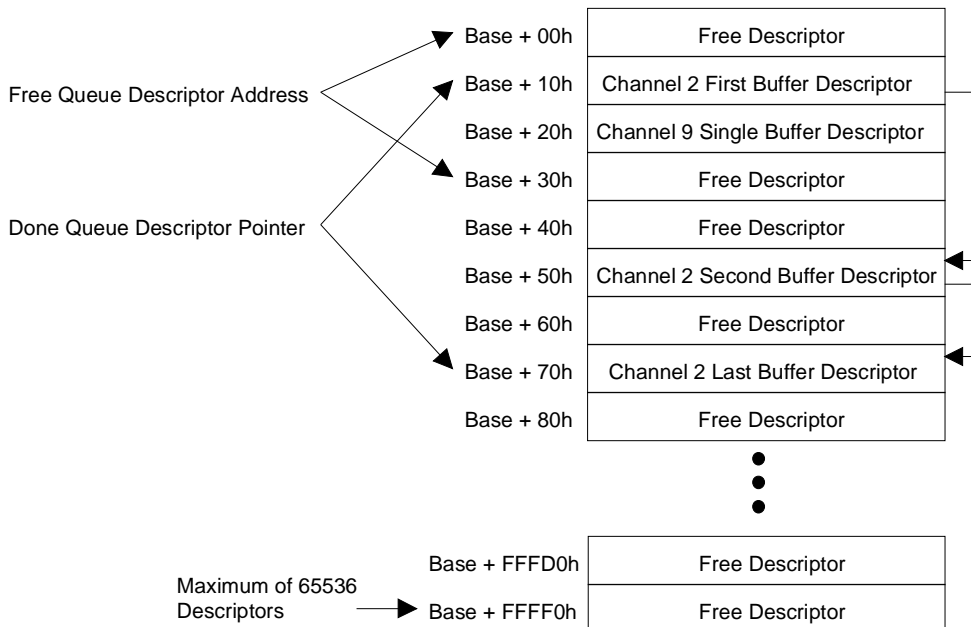 Base + 00h Free Descriptor
Free Queue Descriptor Address
Base + 10h Channel 2 First Buffer Descriptor
Base + 20h Channel 9 Single Buffer Descriptor
Base + 30h Free Descriptor
Done Queue Descriptor Pointer
Base + 40h Free Descriptor
Base + 50h Channel 2 Second Buffer Descriptor
Base + 60h Free Descriptor
Base + 70h Channel 2 Last Buffer Descriptor
Base + 80h Free Descriptor
Base + FFFD0h Free Descriptor
Maximum of 65536
Descriptors
Base + FFFF0h Free Descriptor